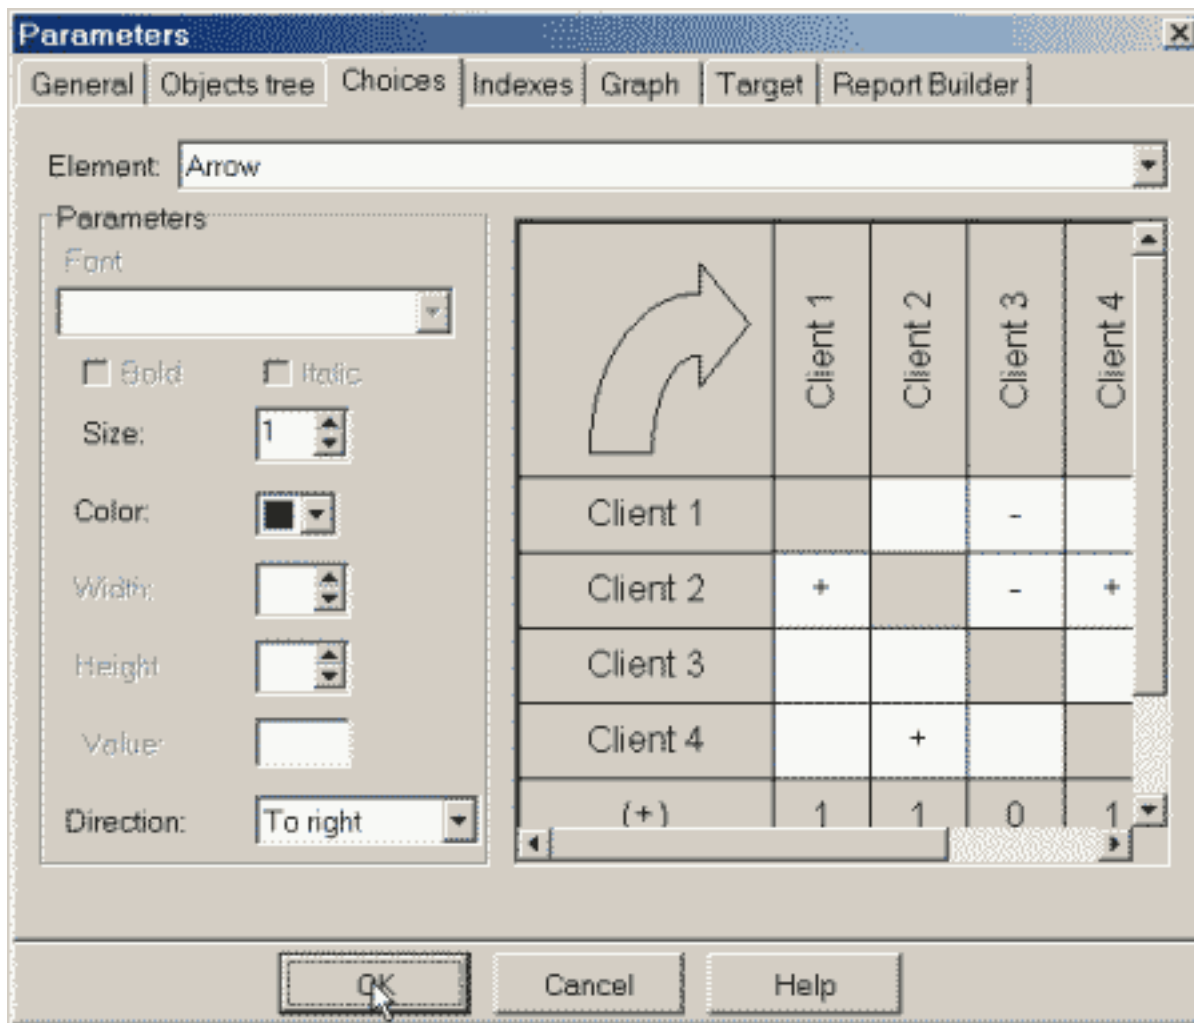 Parameters
General Objects tree Choices Indexes Graph Target Report Builder
Element: Arrow
Parameters
Font
Bold Italic
Size: 1
Color:
Width:
Height
Value:
Direction: To right
Client 1 Client 2 Client 3 Client 4
Client 1 -
Client 2 + - +
Client 3
Client 4 +
(+) 1 1 0 1
OK Cancel Help